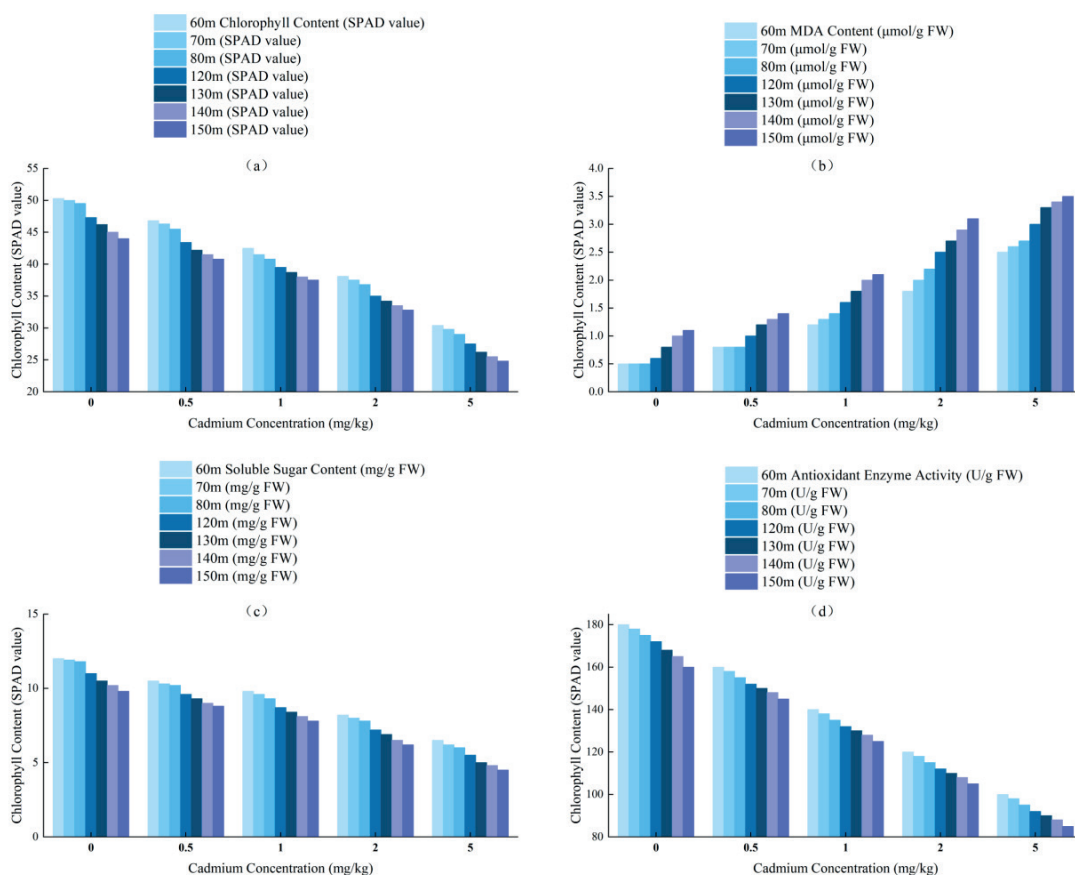 60m Chlorophyll Content (SPAD value)
70m (SPAD value)
80m (SPAD value)
120m (SPAD value)
130m (SPAD value)
140m (SPAD value)
150m (SPAD value)
(a)
Chlorophyll Content (SPAD value)
55
50
45
40
35
30
25
20
0 0.5 1 2 5
Cadmium Concentration (mg/kg)
60m MDA Content (μmol/g FW)
70m (μmol/g FW)
80m (μmol/g FW)
120m (μmol/g FW)
130m (μmol/g FW)
140m (μmol/g FW)
150m (μmol/g FW)
(b)
Chlorophyll Content (SPAD value)
4.0
3.5
3.0
2.5
2.0
1.5
1.0
0.5
0.0
0 0.5 1 2 5
Cadmium Concentration (mg/kg)
60m Soluble Sugar Content (mg/g FW)
70m (mg/g FW)
80m (mg/g FW)
120m (mg/g FW)
130m (mg/g FW)
140m (mg/g FW)
150m (mg/g FW)
(c)
Chlorophyll Content (SPAD value)
15
10
5
0
0 0.5 1 2 5
Cadmium Concentration (mg/kg)
60m Antioxidant Enzyme Activity (U/g FW)
70m (U/g FW)
80m (U/g FW)
120m (U/g FW)
130m (U/g FW)
140m (U/g FW)
150m (U/g FW)
(d)
Chlorophyll Content (SPAD value)
180
160
140
120
100
80
0 0.5 1 2 5
Cadmium Concentration (mg/kg)